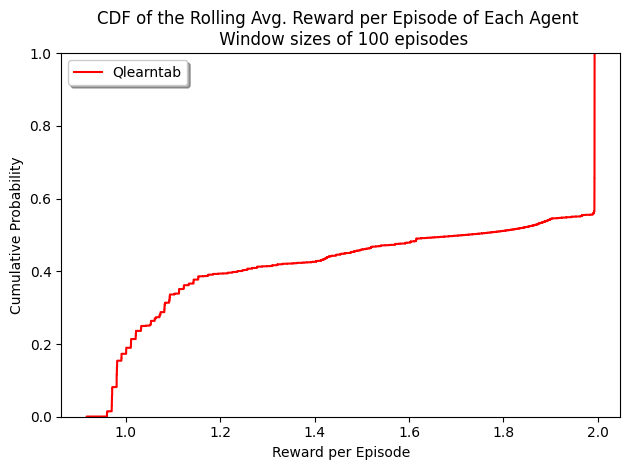 CDF of the Rolling Avg. Reward per Episode of Each Agent
Window sizes of 100 episodes
Qlearntab
Cumulative Probability
1.0
0.8
0.6
0.4
0.2
0.0
1.0 1.2 1.4 1.6 1.8 2.0
Reward per Episode